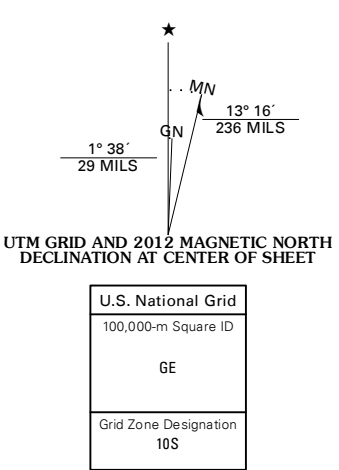 ★
MN
13° 16´
236 MILS
GN
1° 38´
29 MILS
UTM GRID AND 2012 MAGNETIC NORTH
DECLINATION AT CENTER OF SHEET
U.S. National Grid
100,000-m Square ID
GE
Grid Zone Designation
10S